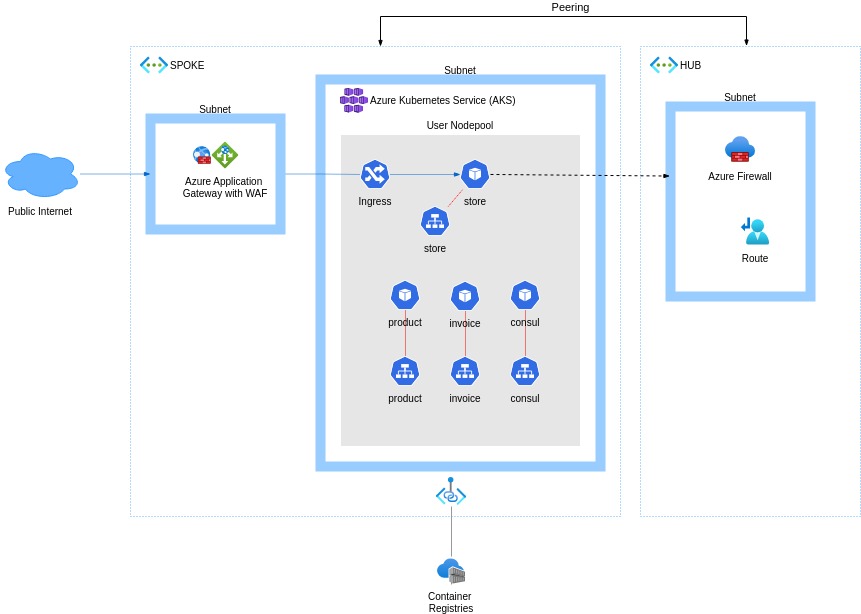 Peering
SPOKE
HUB
Subnet
Subnet
Subnet
Azure Kubernetes Service (AKS)
User Nodepool
Azure Application
Gateway with WAF
Public Internet
Ingress
store
store
Azure Firewall
Route
product
invoice
consul
product
invoice
consul
Container
Registries